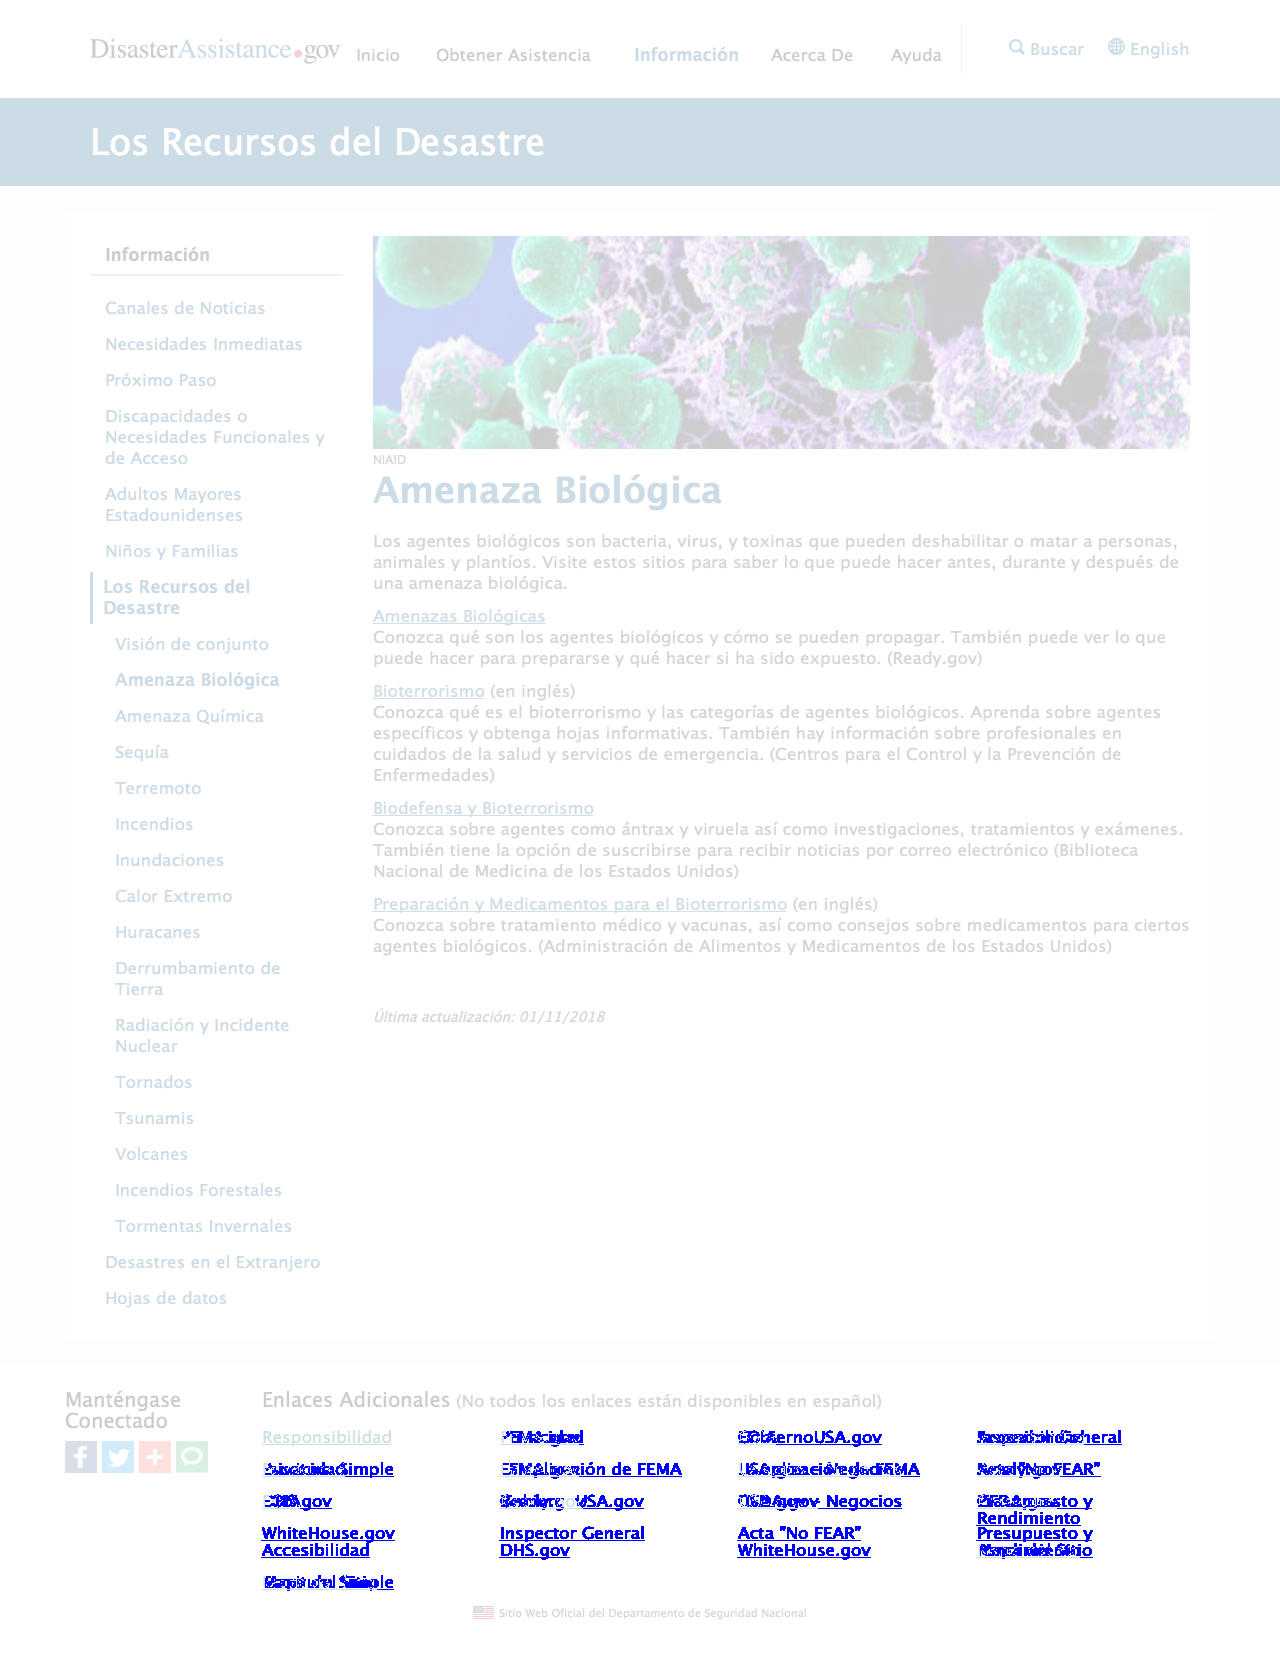 DisasterAssistance.gov
Inicio
Obtener Asistencia
Información
Acerca De
Ayuda
Buscar
English
Los Recursos del Desastre
Información
Canales de Noticias
Necesidades Inmediatas
Próximo Paso
Discapacidades o
Necesidades Funcionales y
de Acceso
Adultos Mayores
Estadounidenses
Niños y Familias
Los Recursos del
Desastre
Visión de conjunto
Amenaza Biológica
Amenaza Química
Sequía
Terremoto
Incendios
Inundaciones
Calor Extremo
Huracanes
Derrumbamiento de
Tierra
Radiación y Incidente
Nuclear
Tornados
Tsunamis
Volcanes
Incendios Forestales
Tormentas Invernales
Desastres en el Extranjero
Hojas de datos
NIAID
Amenaza Biológica
Los agentes biológicos son bacteria, virus, y toxinas que pueden deshabilitar o matar a personas,
animales y plantíos. Visite estos sitios para saber lo que puede hacer antes, durante y después de
una amenaza biológica.
Amenazas Biológicas
Conozca qué son los agentes biológicos y cómo se pueden propagar. También puede ver lo que
puede hacer para prepararse y qué hacer si ha sido expuesto. (Ready.gov)
Bioterrorismo (en inglés)
Conozca qué es el bioterrorismo y las categorías de agentes biológicos. Aprenda sobre agentes
específicos y obtenga hojas informativas. También hay información sobre profesionales en
cuidados de la salud y servicios de emergencia. (Centros para el Control y la Prevención de
Enfermedades)
Biodefensa y Bioterrorismo
Conozca sobre agentes como ántrax y viruela así como investigaciones, tratamientos y exámenes.
También tiene la opción de suscribirse para recibir noticias por correo electrónico (Biblioteca
Nacional de Medicina de los Estados Unidos)
Preparación y Medicamentos para el Bioterrorismo (en inglés)
Conozca sobre tratamiento médico y vacunas, así como consejos sobre medicamentos para ciertos
agentes biológicos. (Administración de Alimentos y Medicamentos de los Estados Unidos)
Última actualización: 01/11/2018
Manténgase
Conectado
Enlaces Adicionales (No todos los enlaces están disponibles en español)
Responsibilidad
GobiernoUSA.gov
de FEMA
"No FEAR"
Negocios
Presupuesto y
Rendimiento
WhiteHouse.gov
Accesibilidad
Inspector General
DHS.gov
Acta "No FEAR"
WhiteHouse.gov
Presupuesto y
Mapa del Sitio
Sitio Web Oficial del Departamento de Seguridad Nacional